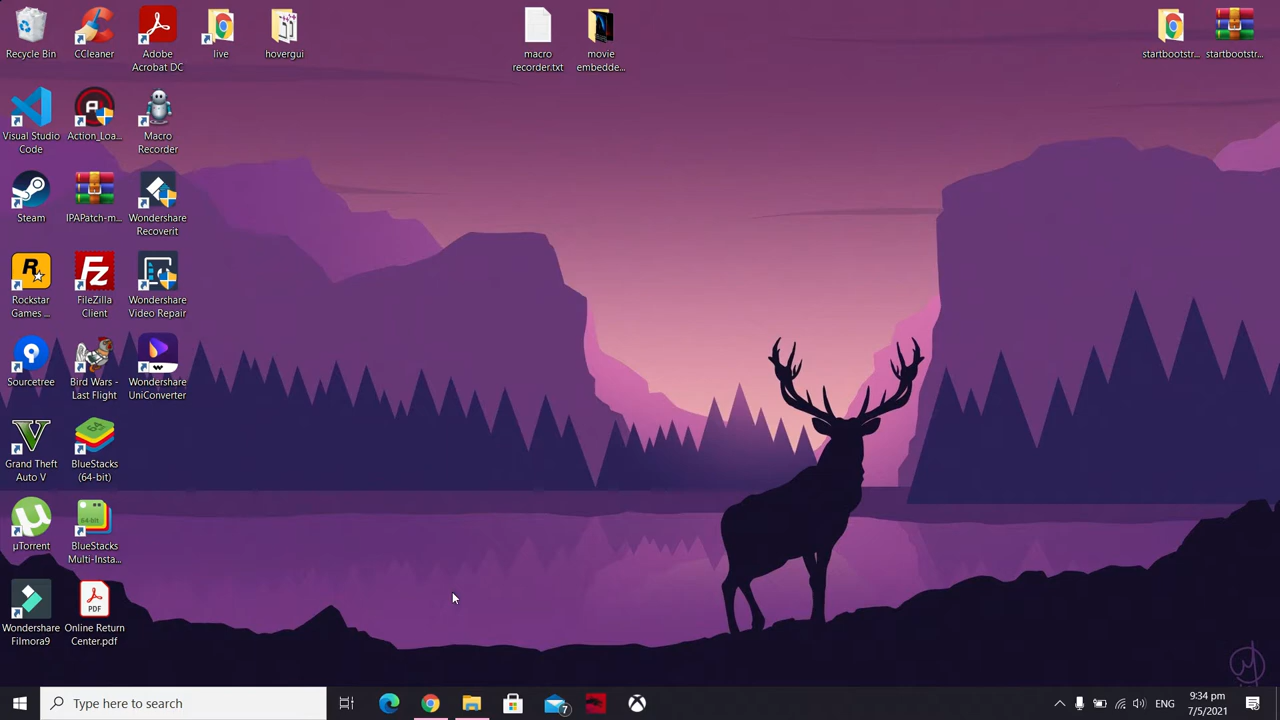 Recycle Bin
CCleaner
Adobe
Acrobat DC
live
hovergui
macro
recorder.txt
movie
embedde...
startbootstr...
startbootstr...
Visual Studio
Code
Action_Loa...
Macro
Recorder
Steam
IPAPatch-m...
Wondershare
Recoverit
Rockstar
Games ...
FileZilla
Client
Wondershare
Video Repair
Sourcetree
Bird Wars -
Last Flight
Wondershare
UniConverter
Grand Theft
Auto V
BlueStacks
(64-bit)
µTorrent
BlueStacks
Multi-Insta...
Wondershare
Filmora9
PDF
Online Return
Center.pdf
Type here to search
7
ENG
9:34 pm
7/5/2021